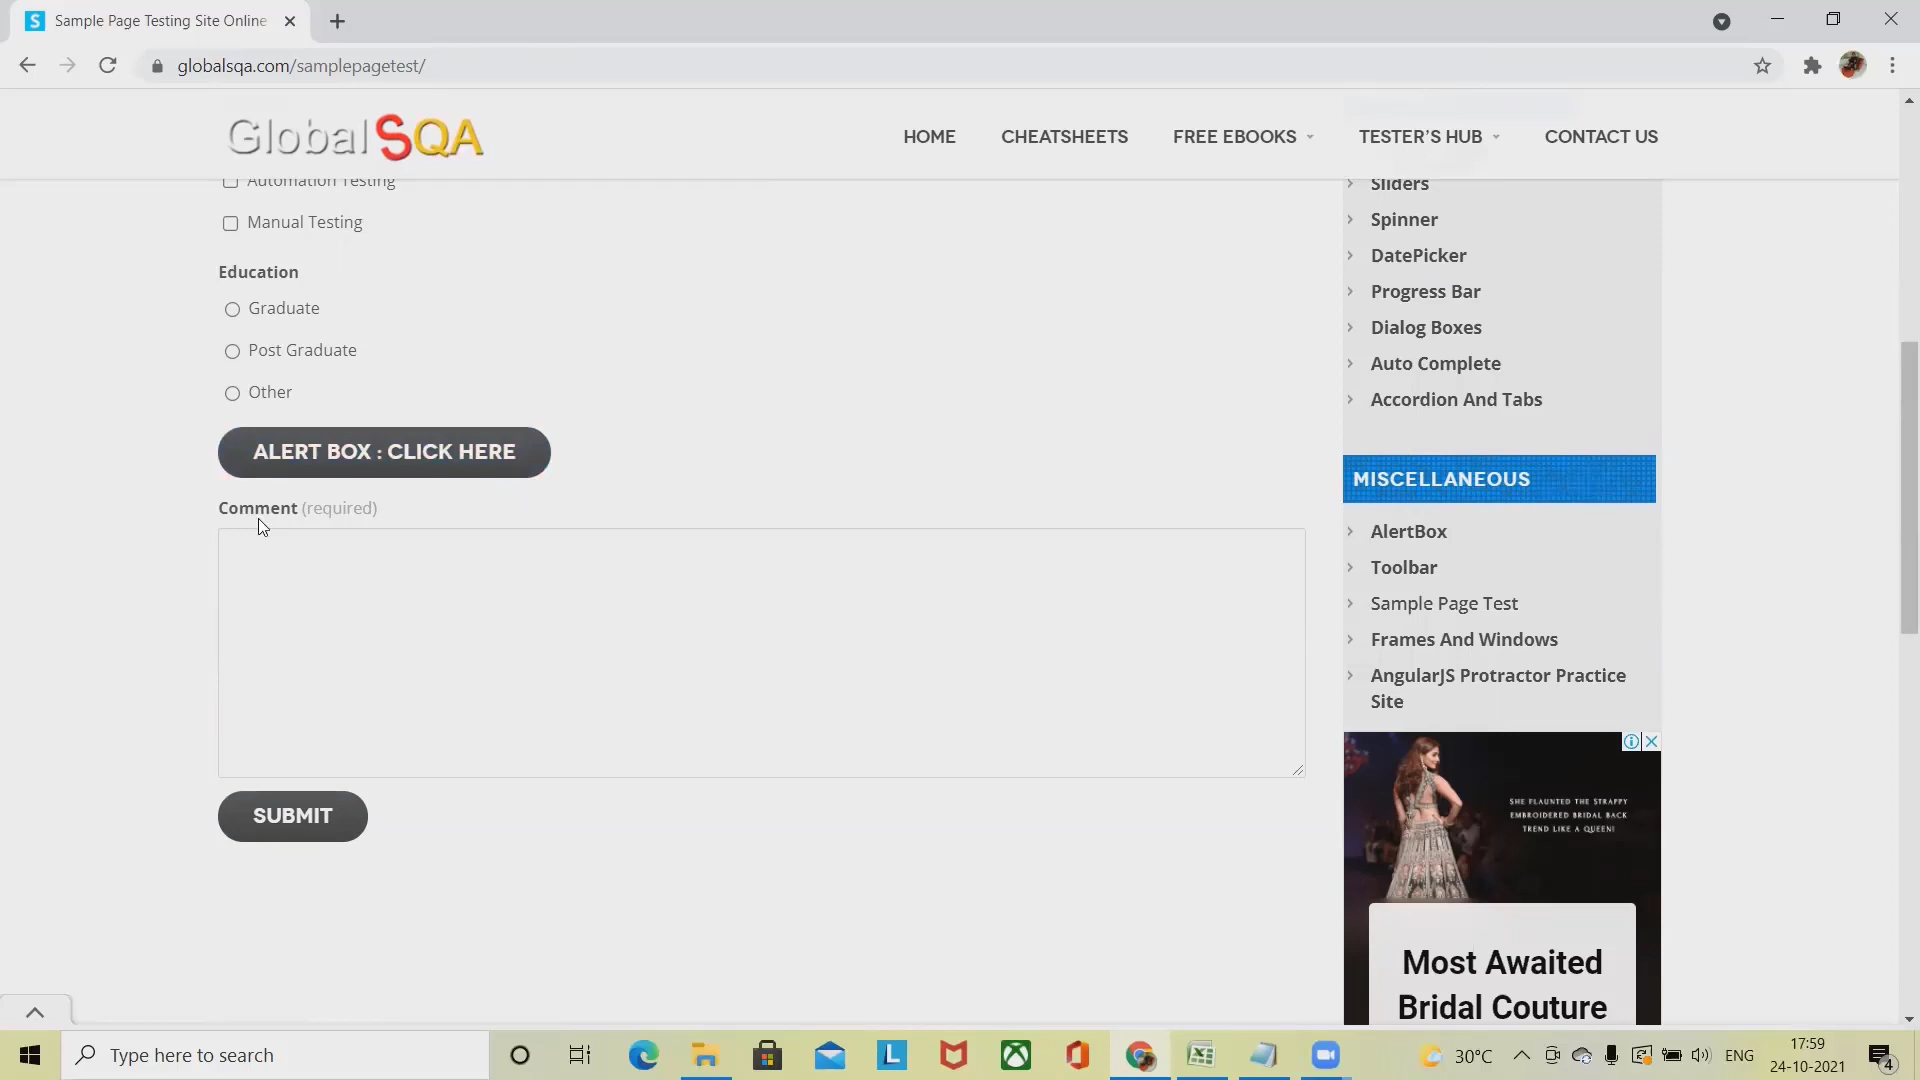 Sample Page Testing Site Online
globalsqa.com/samplepagetest/
GlobalSQA
HOME
CHEATSHEETS
FREE EBOOKS
TESTER'S HUB
CONTACT US
Automation Testing
Manual Testing
Education
Graduate
Post Graduate
Other
ALERT BOX : CLICK HERE
Comment (required)
SUBMIT
Sliders
Spinner
DatePicker
Progress Bar
Dialog Boxes
Auto Complete
Accordion And Tabs
MISCELLANEOUS
AlertBox
Toolbar
Sample Page Test
Frames And Windows
AngularJS Protractor Practice
Site
SHE FLAUNTED THE STRAPPY
EMBROIDERED BRIDAL BACK
TREND LIKE A QUEEN!
Most Awaited
Bridal Couture
Type here to search
30°C
ENG
17:59
24-10-2021
4